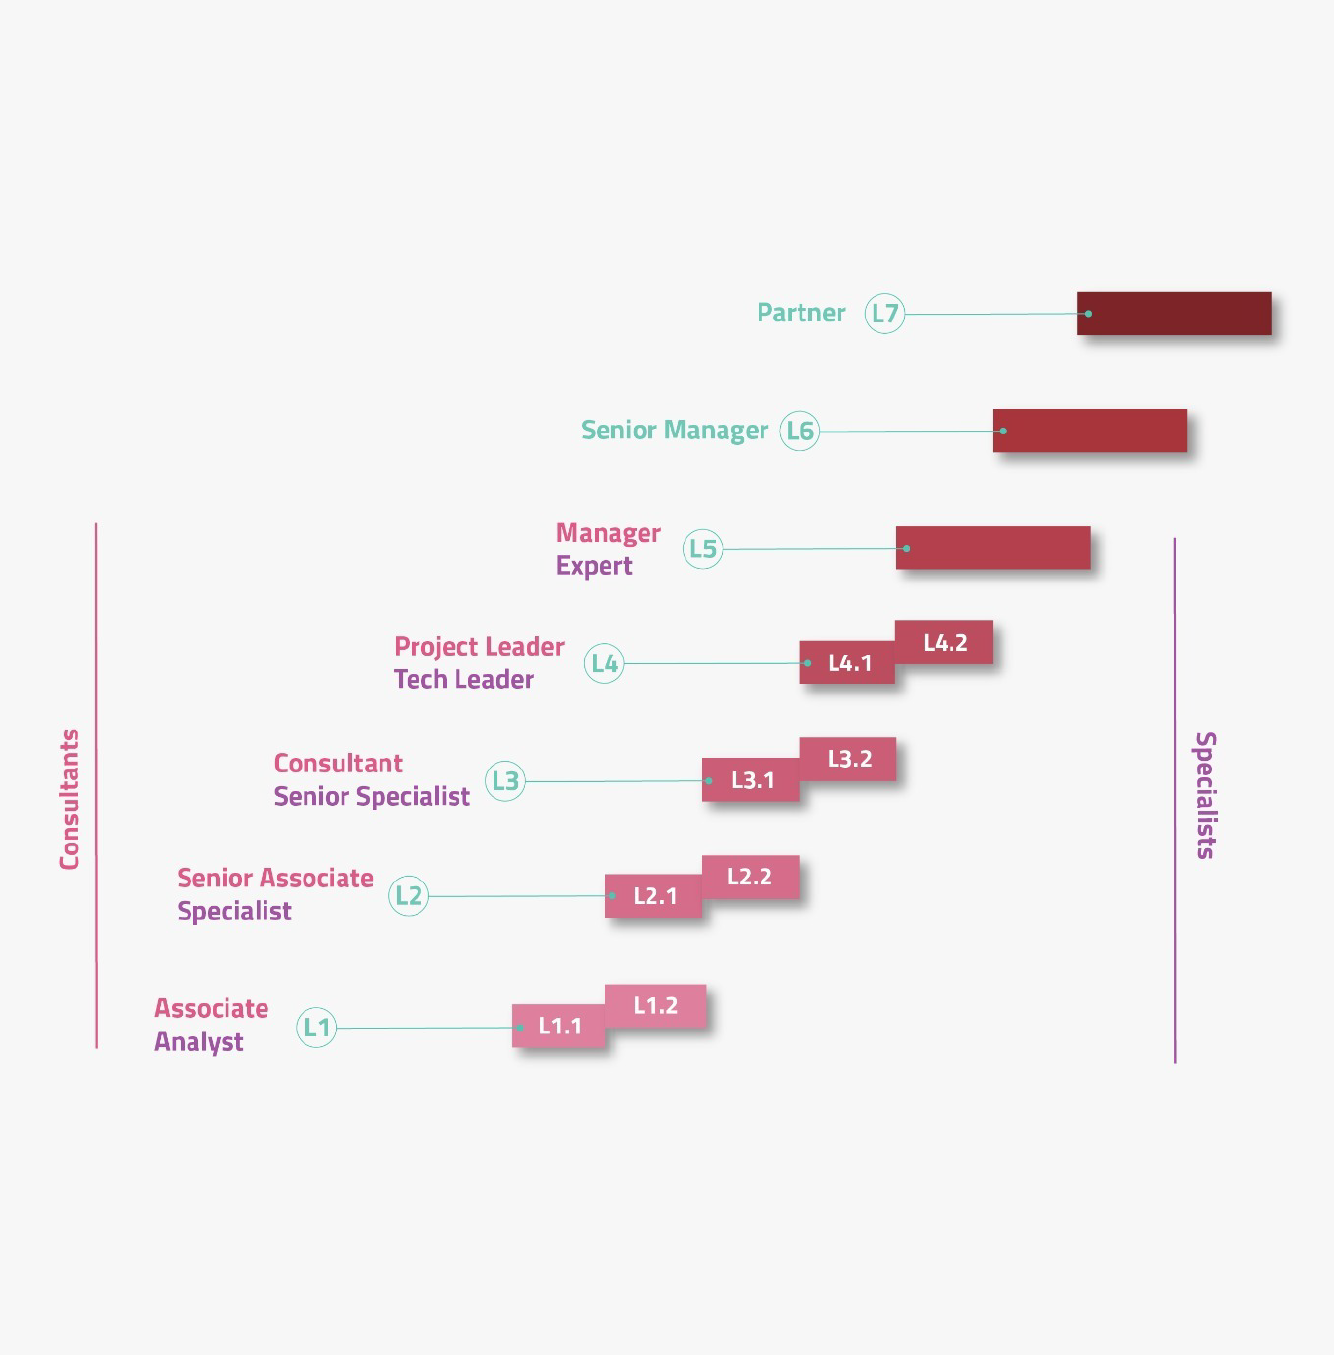 Partner L7
Senior Manager L6
Manager
Expert
L5
Project Leader
Tech Leader
L4
L4.1
L4.2
Consultant
Senior Specialist
L3
L3.1
L3.2
Senior Associate
Specialist
L2
L2.1
L2.2
Associate
Analyst
L1
L1.1
L1.2
Consultants
Specialists